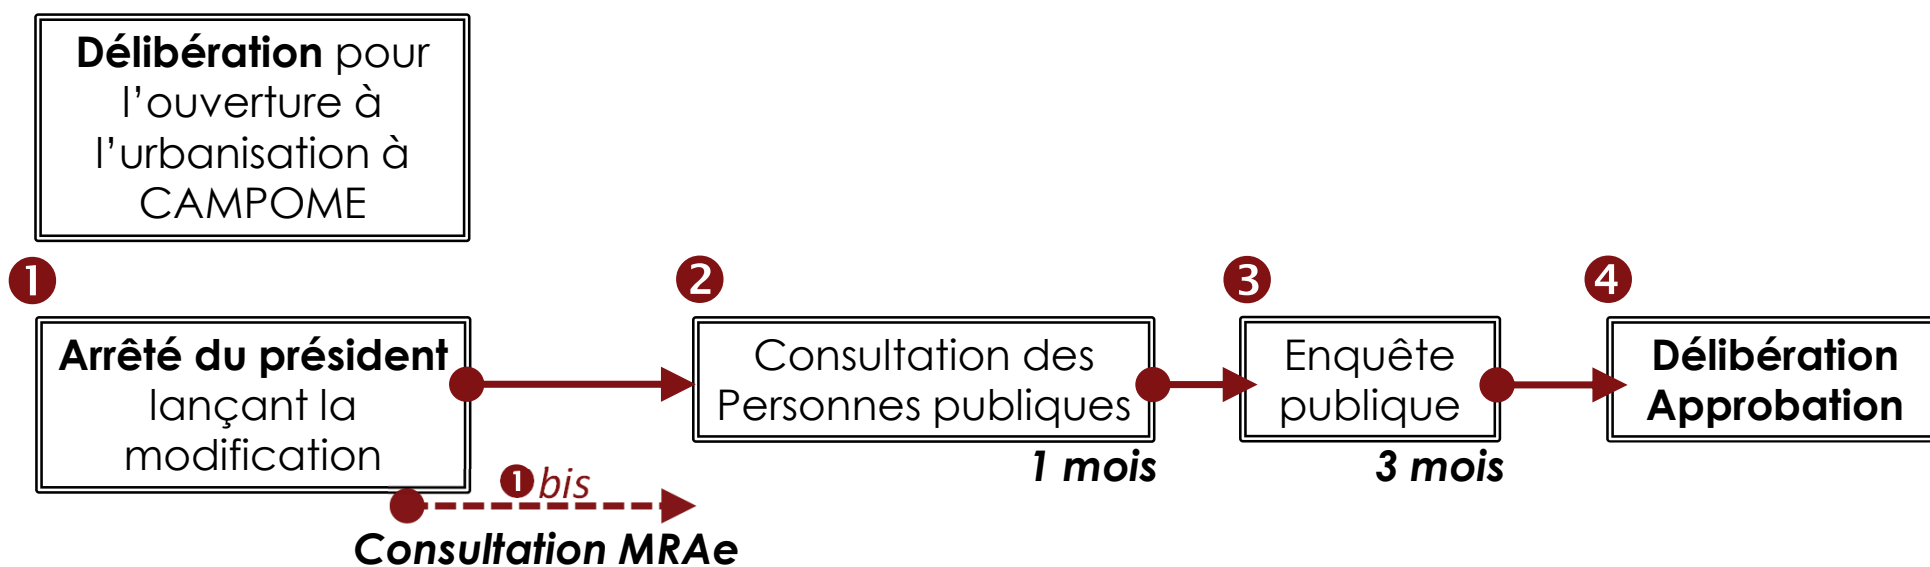 Délibération pour
l’ouverture à
l’urbanisation à
CAMPOME
❶
Arrêté du président
lançant la
modification
❶bis
Consultation MRAe
❷
Consultation des
Personnes publiques
1 mois
❸
Enquête
publique
3 mois
❹
Délibération
Approbation